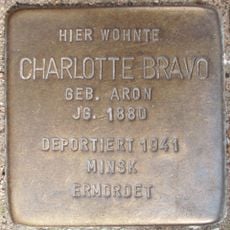 HIER WOHNTE
CHARLOTTE BRAVO
GEB. ARON
JG. 1880
DEPORTIERT 1941
MINSK
ERMORDET